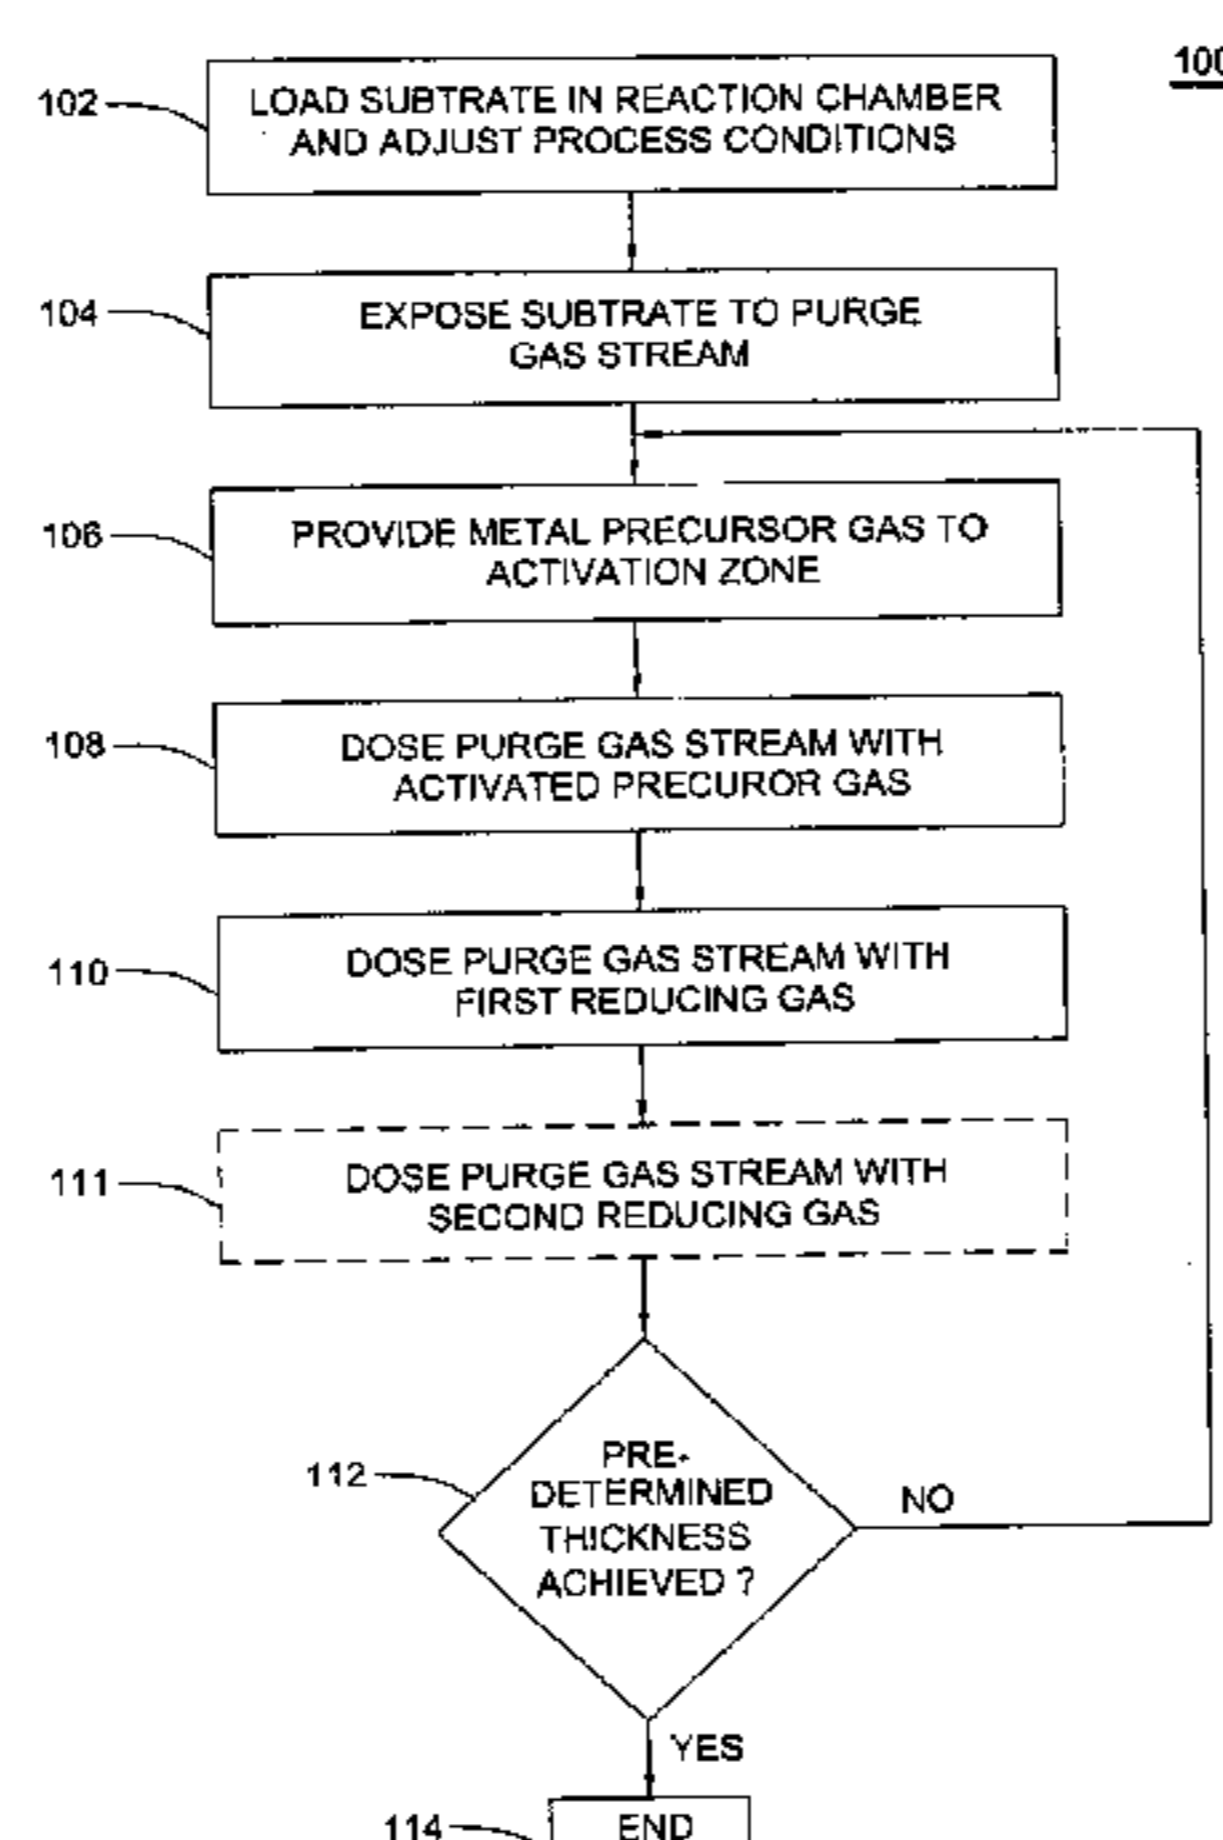 100
102
LOAD SUBTRATE IN REACTION CHAMBER
AND ADJUST PROCESS CONDITIONS
104
EXPOSE SUBTRATE TO PURGE
GAS STREAM
106
PROVIDE METAL PRECURSOR GAS TO
ACTIVATION ZONE
108
DOSE PURGE GAS STREAM WITH
ACTIVATED PRECUROR GAS
110
DOSE PURGE GAS STREAM WITH
FIRST REDUCING GAS
111
DOSE PURGE GAS STREAM WITH
SECOND REDUCING GAS
112
PRE-
DETERMINED
THICKNESS
ACHIEVED ?
NO
YES
114
END